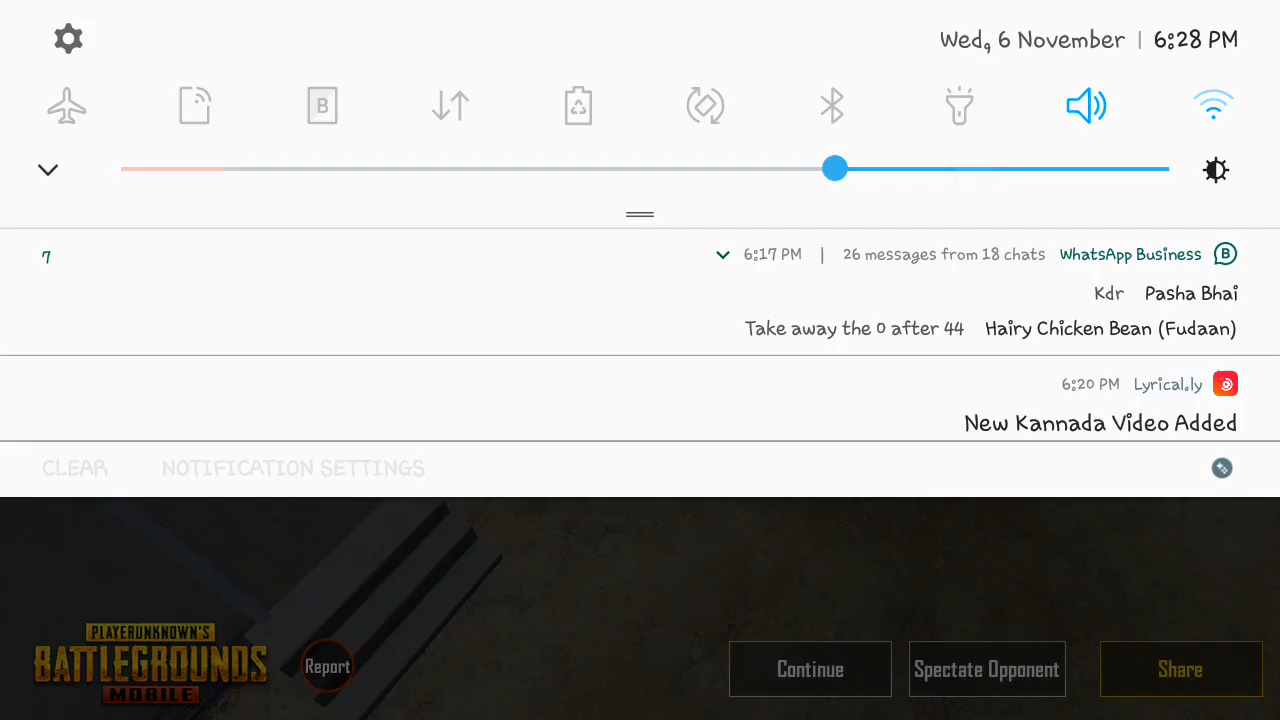 Wed, 6 November | 6:28 PM
B
7
6:17 PM | 26 messages from 18 chats WhatsApp Business
Kdr Pasha Bhai
Take away the 0 after 44 Hairy Chicken Bean (Fudaan)
6:20 PM Lyrical.ly
New Kannada Video Added
CLEAR NOTIFICATION SETTINGS
PLAYERUNKNOWN'S
BATTLEGROUNDS
MOBILE
Report
Continue
Spectate Opponent
Share